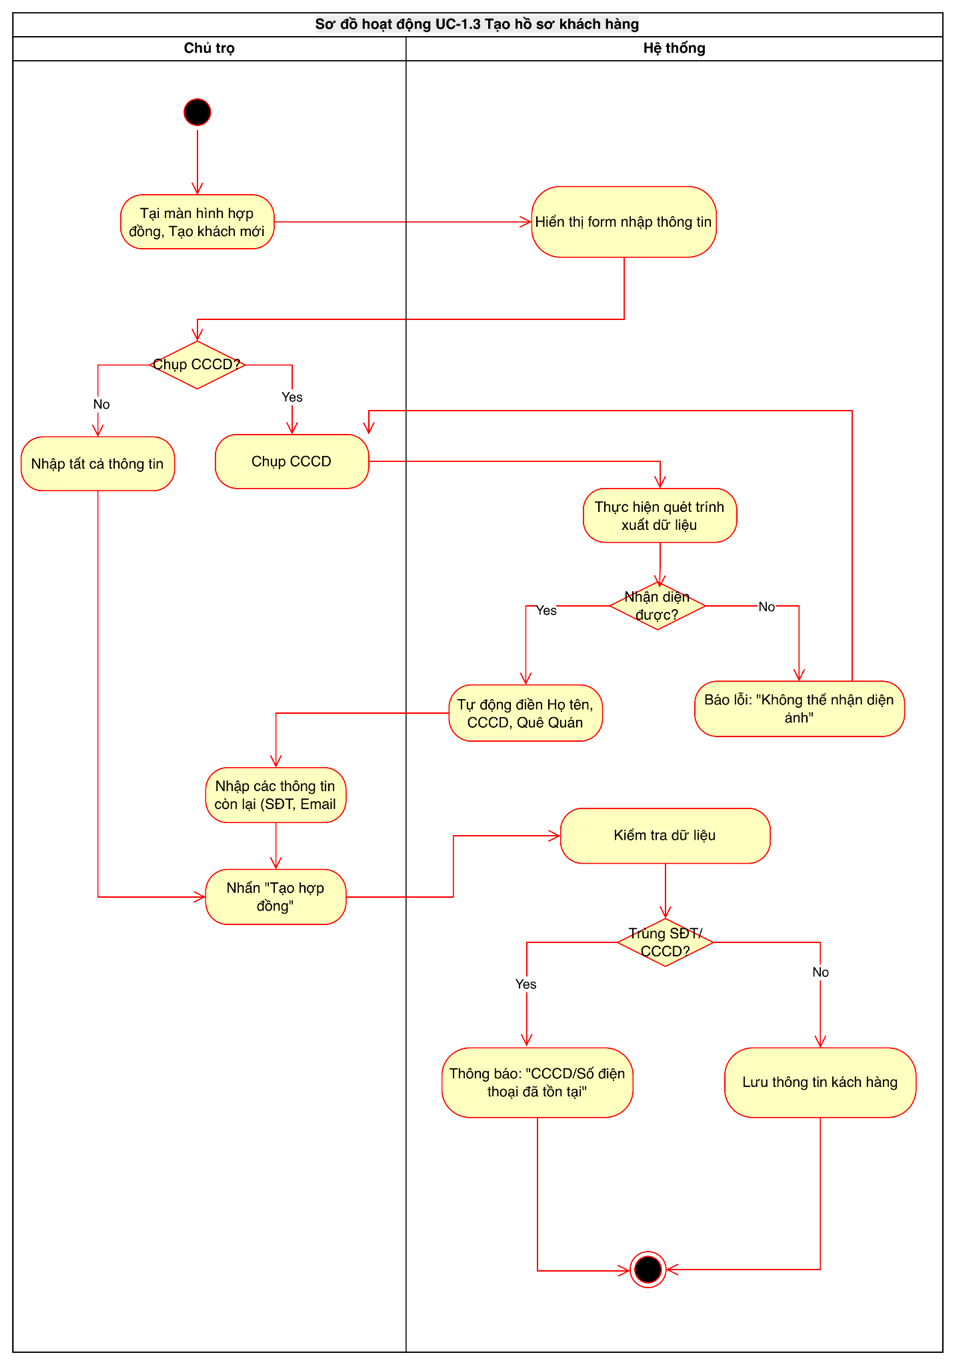 Sơ đồ hoạt động UC-1.3 Tạo hồ sơ khách hàng
Chủ trọ
Hệ thống
Tại màn hình hợp
đồng, Tạo khách mới
Hiển thị form nhập thông tin
Chụp CCCD?
No
Yes
Nhập tất cả thông tin
Chụp CCCD
Thực hiện quét trính
xuất dữ liệu
Nhận diện
được?
Yes
No
Tự động điền Họ tên,
CCCD, Quê Quán
Báo lỗi: "Không thể nhận diện
ảnh"
Nhập các thông tin
còn lại (SĐT, Email
Kiểm tra dữ liệu
Nhấn "Tạo hợp
đồng"
Trùng SĐT/
CCCD?
Yes
No
Thông báo: "CCCD/Số điện
thoại đã tồn tại"
Lưu thông tin kách hàng